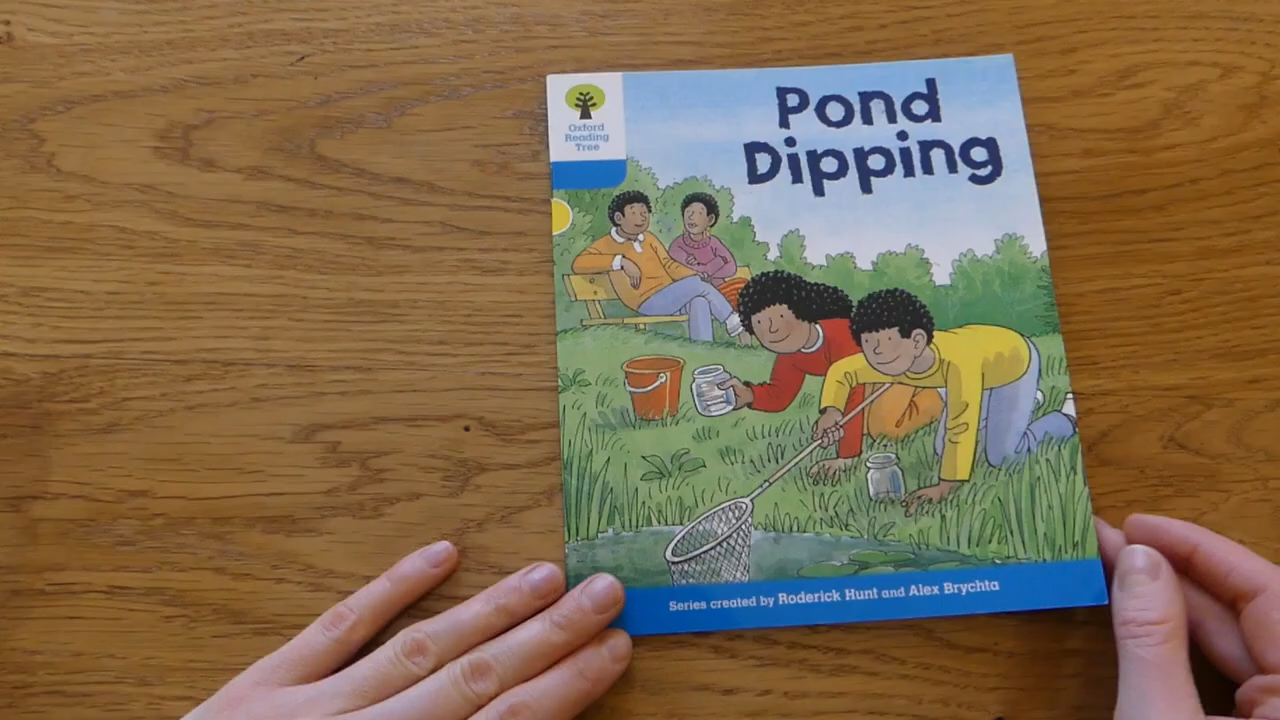 Oxford
Reading
Tree
Pond
Dipping
Series created by Roderick Hunt and Alex Brychta